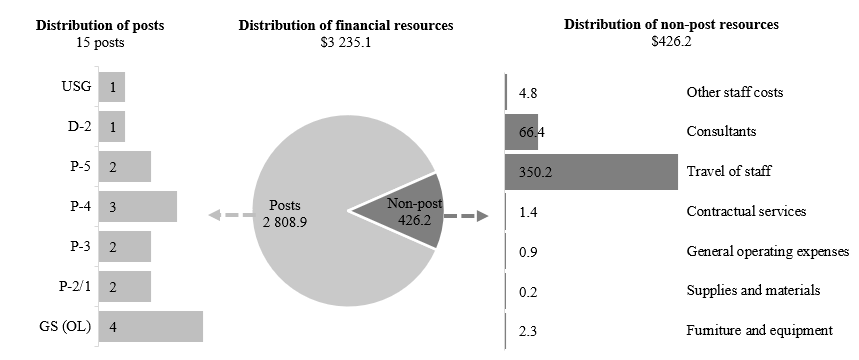 Distribution of posts
15 posts
USG 1
D-2 1
P-5 2
P-4 3
P-3 2
P-2/1 2
GS (OL) 4
Distribution of financial resources
$3 235.1
Posts
2 808.9
Non-post
426.2
Distribution of non-post resources
$426.2
4.8 Other staff costs
66.4 Consultants
350.2 Travel of staff
1.4 Contractual services
0.9 General operating expenses
0.2 Supplies and materials
2.3 Furniture and equipment